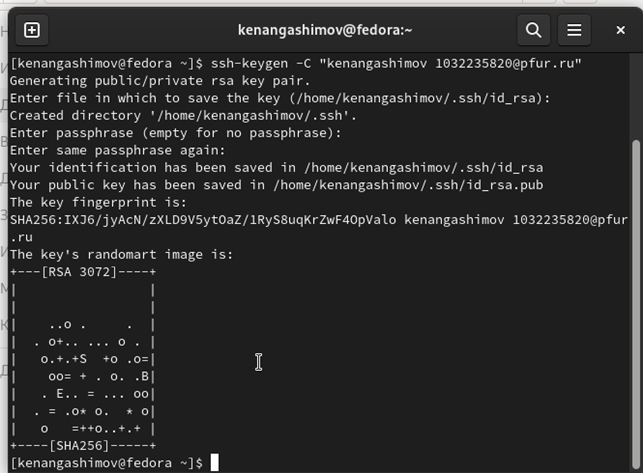 kenangashimov@fedora:~
[kenangashimov@fedora ~]$ ssh-keygen -C "kenangashimov 1032235820@pfur.ru"
Generating public/private rsa key pair.
Enter file in which to save the key (/home/kenangashimov/.ssh/id_rsa):
Created directory '/home/kenangashimov/.ssh'.
Enter passphrase (empty for no passphrase):
Enter same passphrase again:
Your identification has been saved in /home/kenangashimov/.ssh/id_rsa
Your public key has been saved in /home/kenangashimov/.ssh/id_rsa.pub
The key fingerprint is:
SHA256:IXJ6/jyAcN/zXLD9V5ytOaZ/1RyS8uqKrZwF4OpValo kenangashimov 1032235820@pfur
.ru
The key's randomart image is:
+---[RSA 3072]----+
|                 |
|                 |
|    ..o .     .  |
|  . o+.. ... o . |
|   o.+.+S  +o .o=|
|    oo= + . o. .B|
|   . E.. = ... oo|
|  . = .o* o.  * o|
|   o   =++o..+.+ |
+----[SHA256]-----+
[kenangashimov@fedora ~]$